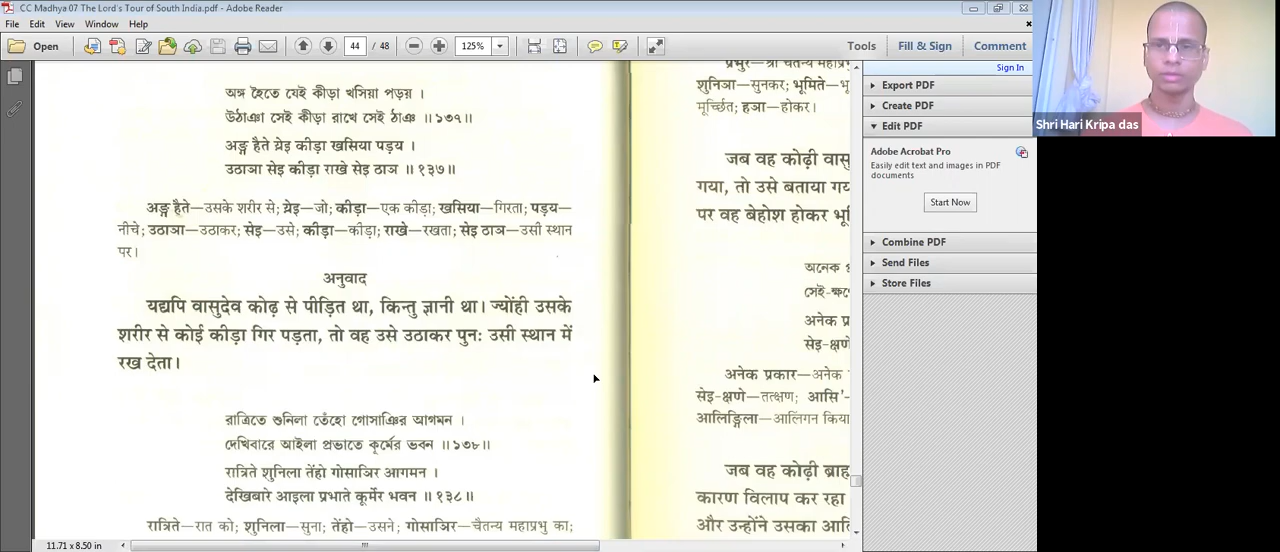 CC Madhya 07 The Lord's Tour of South India.pdf - Adobe Reader
File Edit View Window Help
Open 44 / 48 125% Tools Fill & Sign Comment
Sign In
Export PDF
Create PDF
Edit PDF
Adobe Acrobat Pro
Easily edit text and images in PDF
documents
Start Now
Combine PDF
Send Files
Store Files
Shri Hari Kripa das
অঙ্গ হৈতে যেই কীড়া খসিয়া পড়য় ।
উঠাঞা সেই কীড়া রাখে সেই ঠাঞ ॥ ১৩৭॥
अङ्ग हैते य़ेइ कीड़ा खसिया पड़य ।
उठाञा सेइ कीड़ा राखे सेइ ठाञ ॥ १३७॥
अङ्ग हैते—उसके शरीर से; य़ेइ—जो; कीड़ा—एक कीड़ा; खसिया—गिरता; पड़य—
नीचे; उठाञा—उठाकर; सेइ—उसे; कीड़ा—कीड़ा; राखे—रखता; सेइ ठाञ—उसी स्थान
पर।
अनुवाद
यद्यपि वासुदेव कोढ़ से पीड़ित था, किन्तु ज्ञानी था। ज्योंही उसके
शरीर से कोई कीड़ा गिर पड़ता, तो वह उसे उठाकर पुनः उसी स्थान में
रख देता।
রাত্রিতে শুনিলা তেঁহো গোসাঞির আগমন ।
দেখিবারে আইলা প্রভাতে কূর্মের ভবন ॥ ১৩৮॥
रात्रिते शुनिला तेंहो गोसाञिर आगमन ।
देखिबारे आइला प्रभाते कूर्मेर भवन ॥ १३८॥
रात्रिते—रात को; शुनिला—सुना; तेंहो—उसने; गोसाञिर—चैतन्य महाप्रभु का;
प्रभुर—श्री चैतन्य महाप्र
शुनिञा—सुनकर; भूमिते—भू
मूर्च्छित; हञा—होकर।
जब वह कोढ़ी वासु
गया, तो उसे बताया गय
पर वह बेहोश होकर भूि
অনেক
সেই-ক্ষণে
अनेक प्र
सेइ-क्षणे
अनेक प्रकार—अनेक
सेइ-क्षणे—तत्क्षण; आसि'-
आलिङ्गिला—आलिंगन किया
जब वह कोढ़ी ब्राह
कारण विलाप कर रहा
और उन्होंने उसका आि
11.71 x 8.50 in